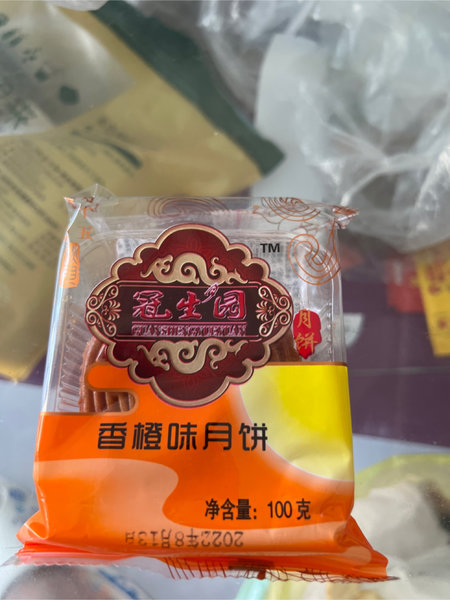 TM
冠生园
月饼
香橙味月饼
净含量：100克
2022年8月13日